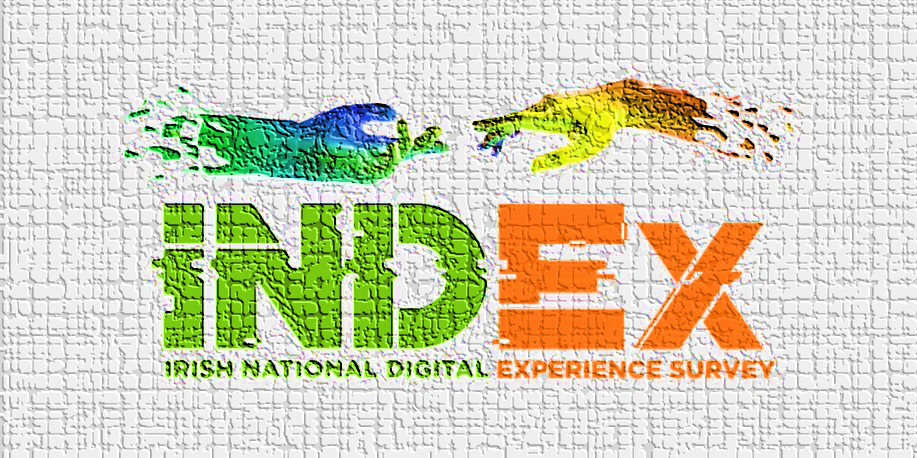 INDEx
IRISH NATIONAL DIGITAL EXPERIENCE SURVEY